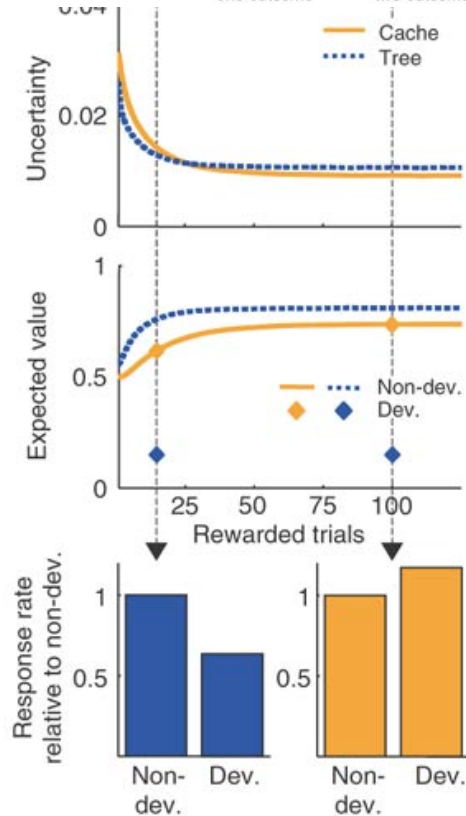 0.04
Cache
Tree
Uncertainty
0.02
0
1
Expected value
0.5
Non-dev.
Dev.
0
25 50 75 100
Rewarded trials
Response rate
relative to non-dev.
1
0.5
1
0.5
Non-
dev.
Dev.
Non-
dev.
Dev.